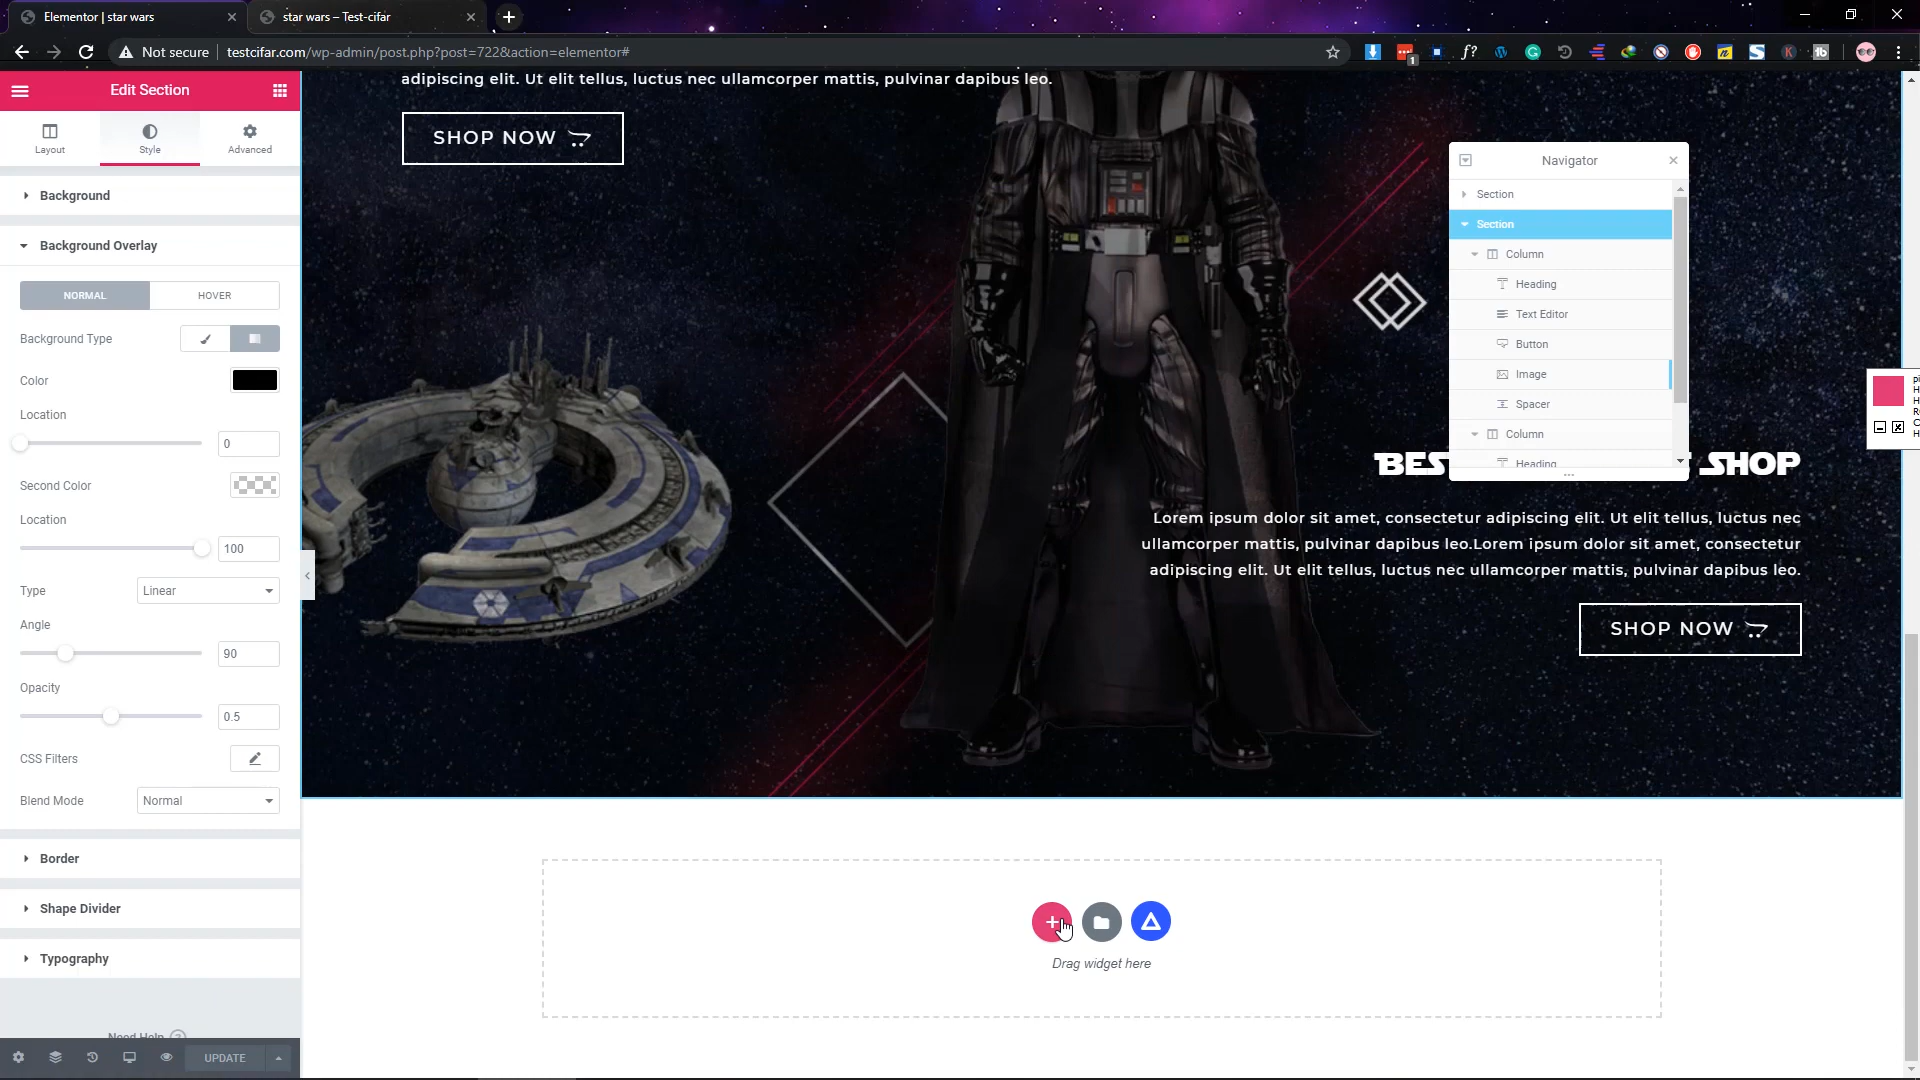 Elementor | star wars
star wars – Test-cifar
Not secure
testcifar.com/wp-admin/post.php?post=722&action=elementor#
Edit Section
Layout
Style
Advanced
Background
Background Overlay
NORMAL
HOVER
Background Type
Color
Location
0
Second Color
Location
100
Type
Linear
Angle
90
Opacity
0.5
CSS Filters
Blend Mode
Normal
Border
Shape Divider
Typography
Need Help
UPDATE
adipiscing elit. Ut elit tellus, luctus nec ullamcorper mattis, pulvinar dapibus leo.
SHOP NOW
Navigator
Section
Section
Column
Heading
Text Editor
Button
Image
Spacer
Column
Heading
SHOP
Lorem ipsum dolor sit amet, consectetur adipiscing elit. Ut elit tellus, luctus nec
ullamcorper mattis, pulvinar dapibus leo.Lorem ipsum dolor sit amet, consectetur
adipiscing elit. Ut elit tellus, luctus nec ullamcorper mattis, pulvinar dapibus leo.
SHOP NOW
Drag widget here